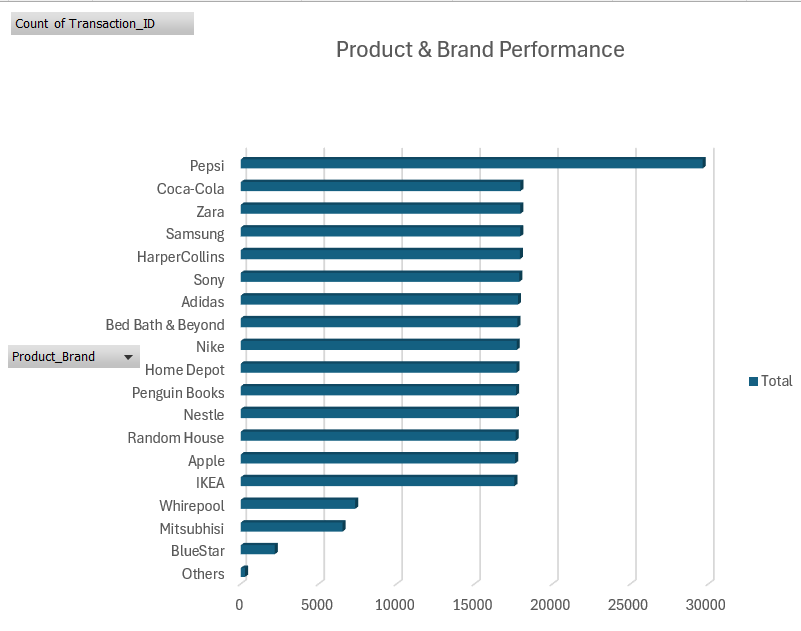 Count of Transaction_ID
Product & Brand Performance
Pepsi
Coca-Cola
Zara
Samsung
HarperCollins
Sony
Adidas
Bed Bath & Beyond
Nike
Product_Brand
Home Depot
Penguin Books
Total
Nestle
Random House
Apple
IKEA
Whirepool
Mitsubhisi
BlueStar
Others
0 5000 10000 15000 20000 25000 30000